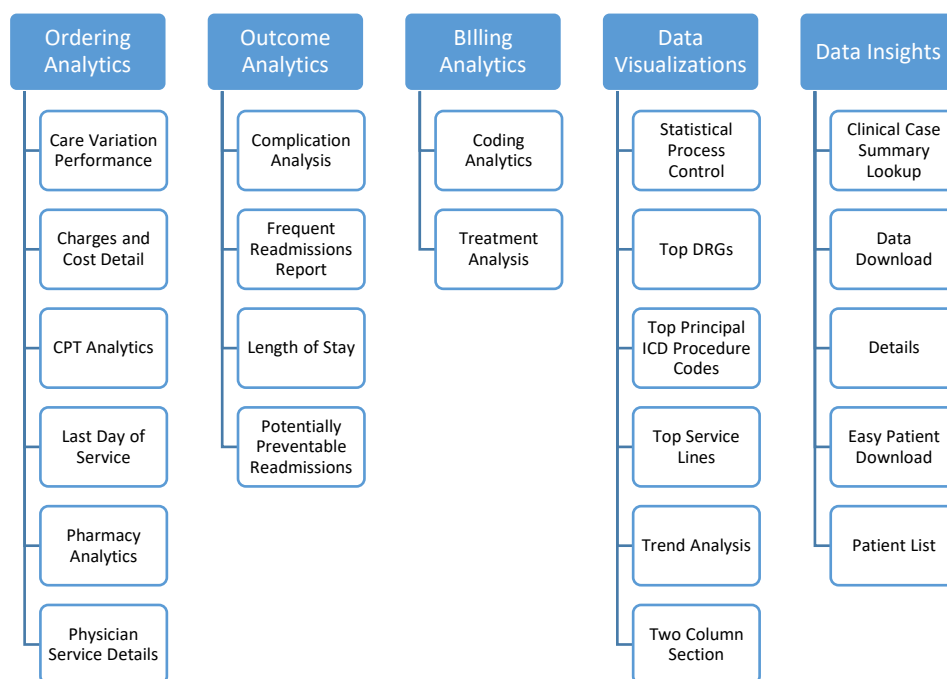 Ordering
Analytics
Care Variation
Performance
Charges and
Cost Detail
CPT Analytics
Last Day of
Service
Pharmacy
Analytics
Physician
Service Details
Outcome
Analytics
Complication
Analysis
Frequent
Readmissions
Report
Length of Stay
Potentially
Preventable
Readmissions
BIlling
Analytics
Coding
Analytics
Treatment
Analysis
Data
Visualizations
Statistical
Process
Control
Top DRGs
Top Principal
ICD Procedure
Codes
Top Service
Lines
Trend Analysis
Two Column
Section
Data Insights
Clinical Case
Summary
Lookup
Data
Download
Details
Easy Patient
Download
Patient List